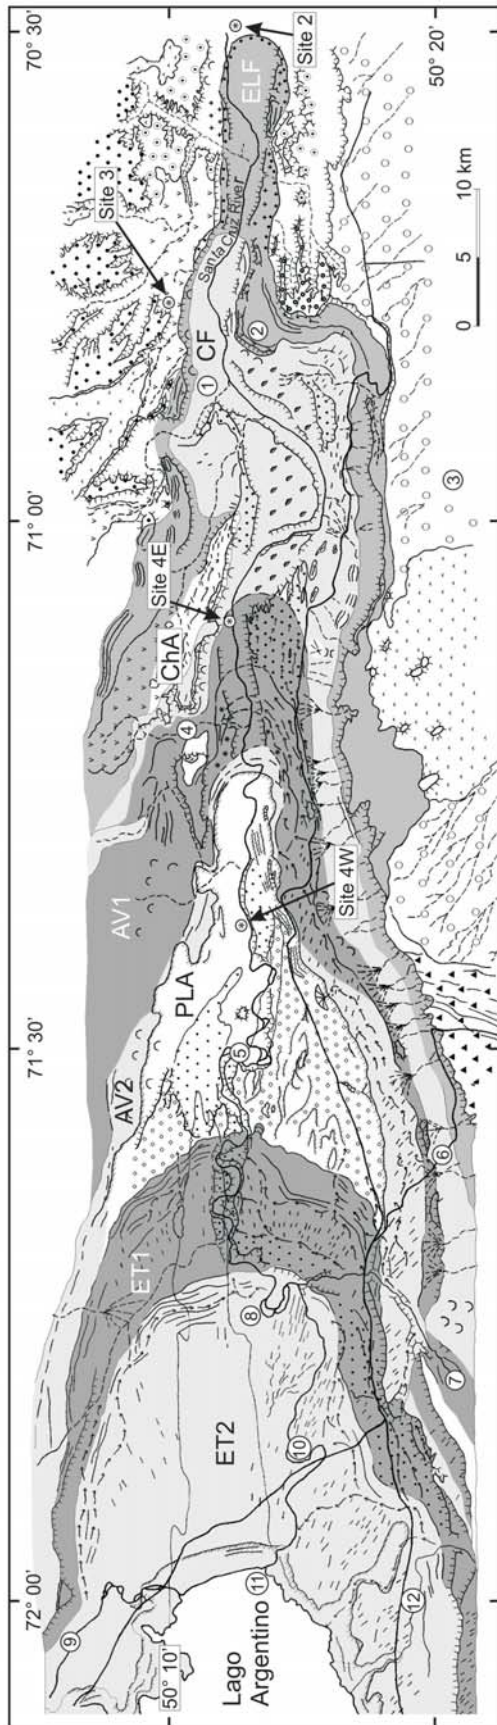 72° 00'
71° 30'
71° 00'
70° 30'
50° 10'
50° 20'
Lago
Argentino
ET2
ET1
AV2
AV1
PLA
ChA
CF
ELF
Santa Cruz River
Site 4W
Site 4E
Site 3
Site 2
1
2
3
4
5
6
7
8
9
10
11
12
0 5 10 km